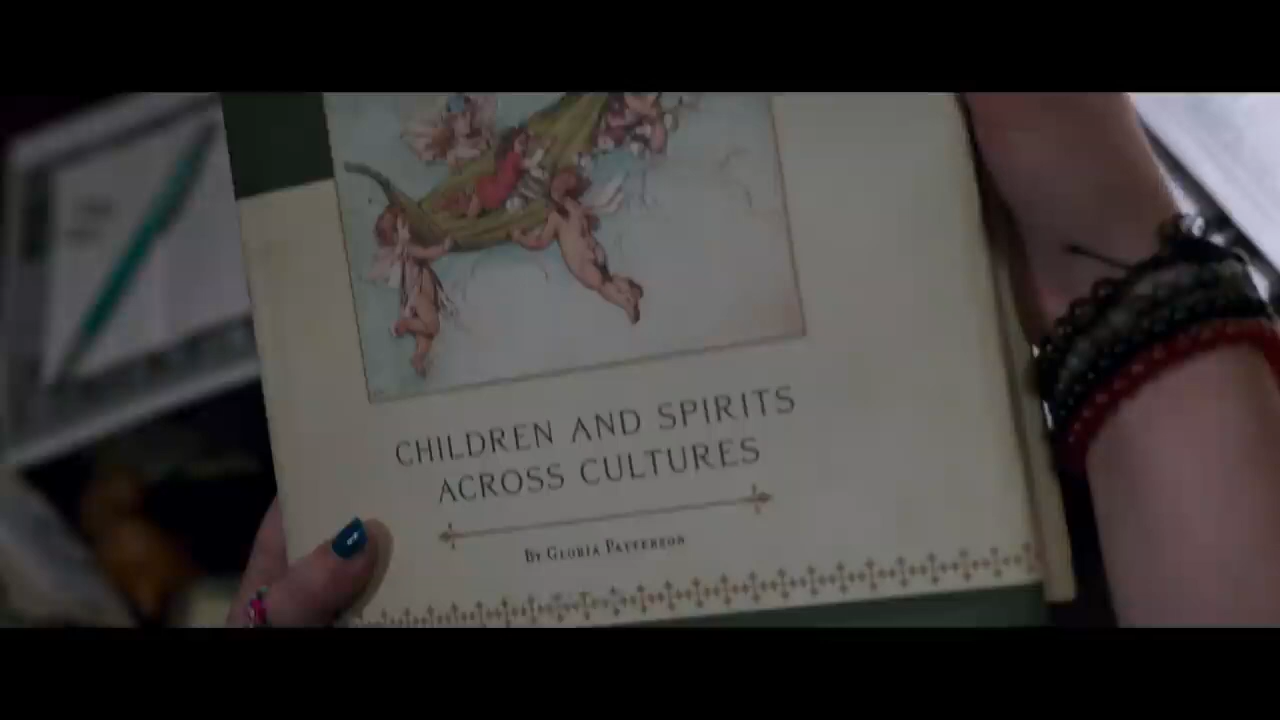 CHILDREN AND SPIRITS
ACROSS CULTURES
BY GLORIA PATTERSON